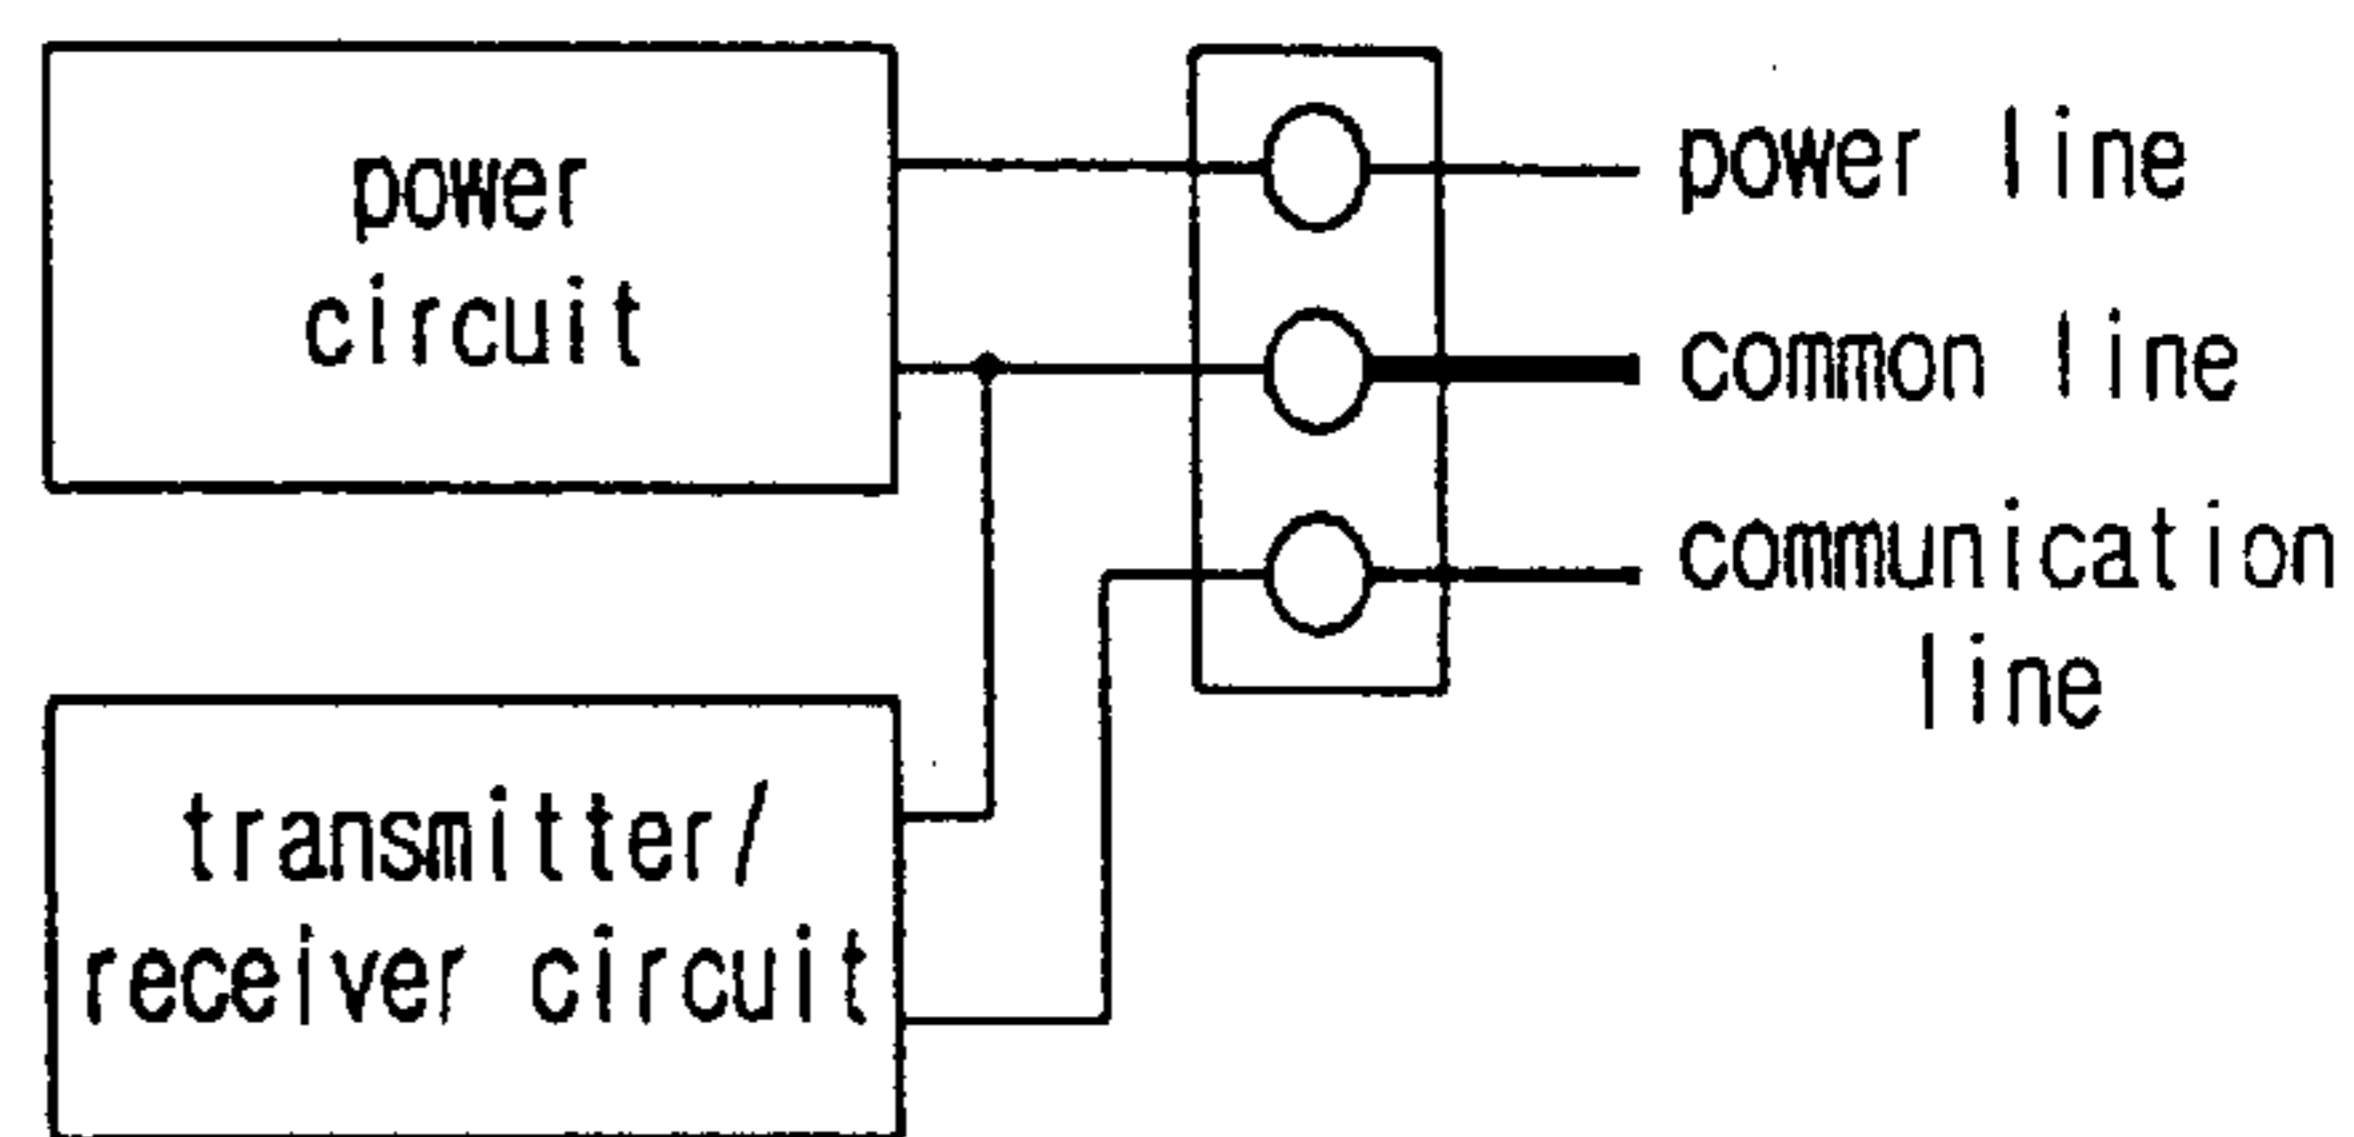 power
circuit
power line
common line
communication
line
transmitter/
receiver circuit